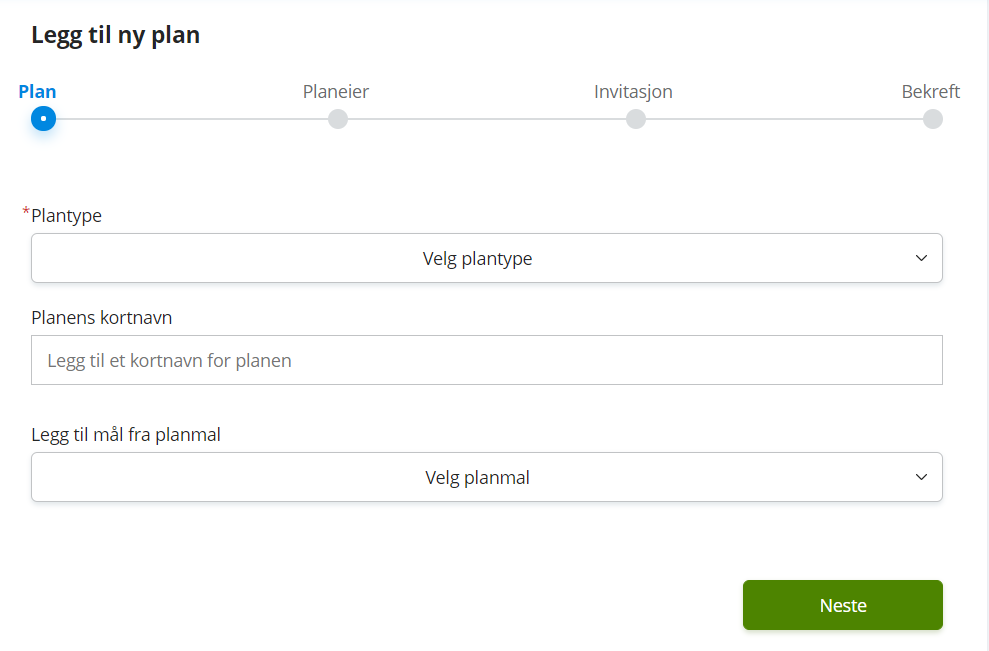 Legg til ny plan
Plan Planeier Invitasjon Bekreft
*Plantype
Velg plantype
Planens kortnavn
Legg til et kortnavn for planen
Legg til mål fra planmal
Velg planmal
Neste